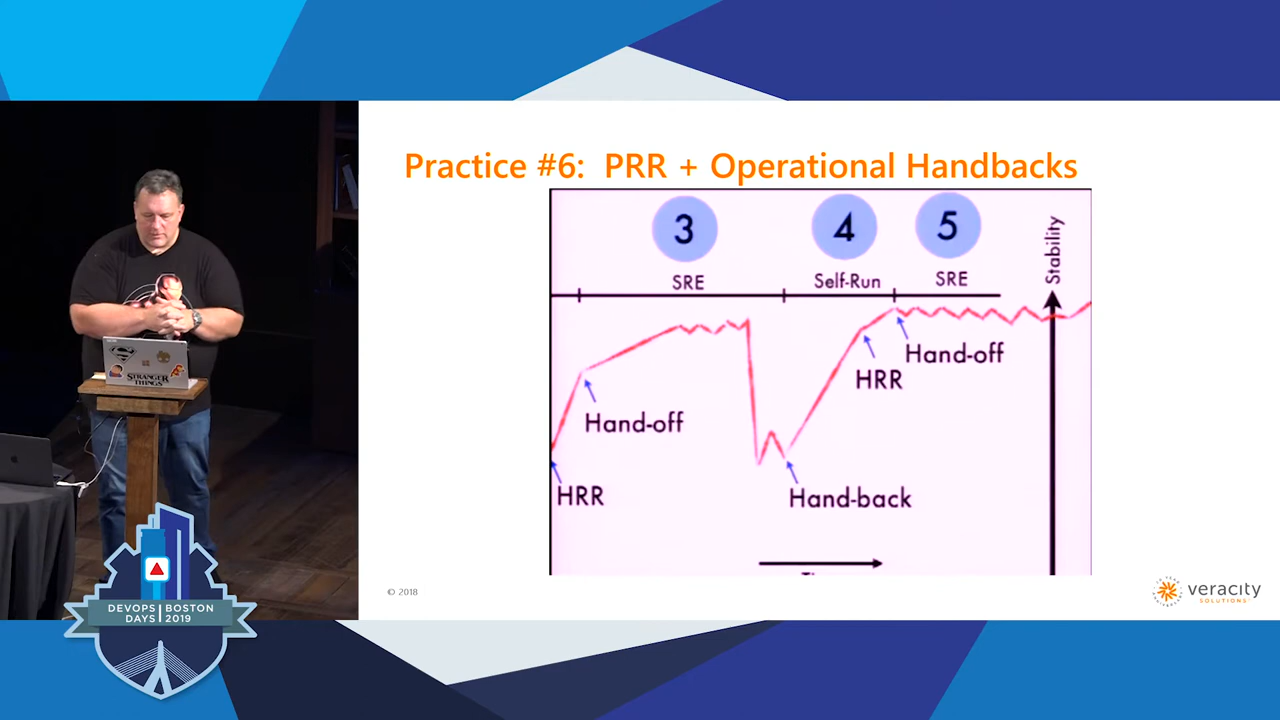 Practice #6: PRR + Operational Handbacks
3
4
5
SRE
Self-Run
SRE
Stability
Hand-off
HRR
Hand-off
HRR
Hand-back
© 2018
veracity
SOLUTIONS
STRANGER
THINGS
DEVOPS BOSTON
DAYS 2019